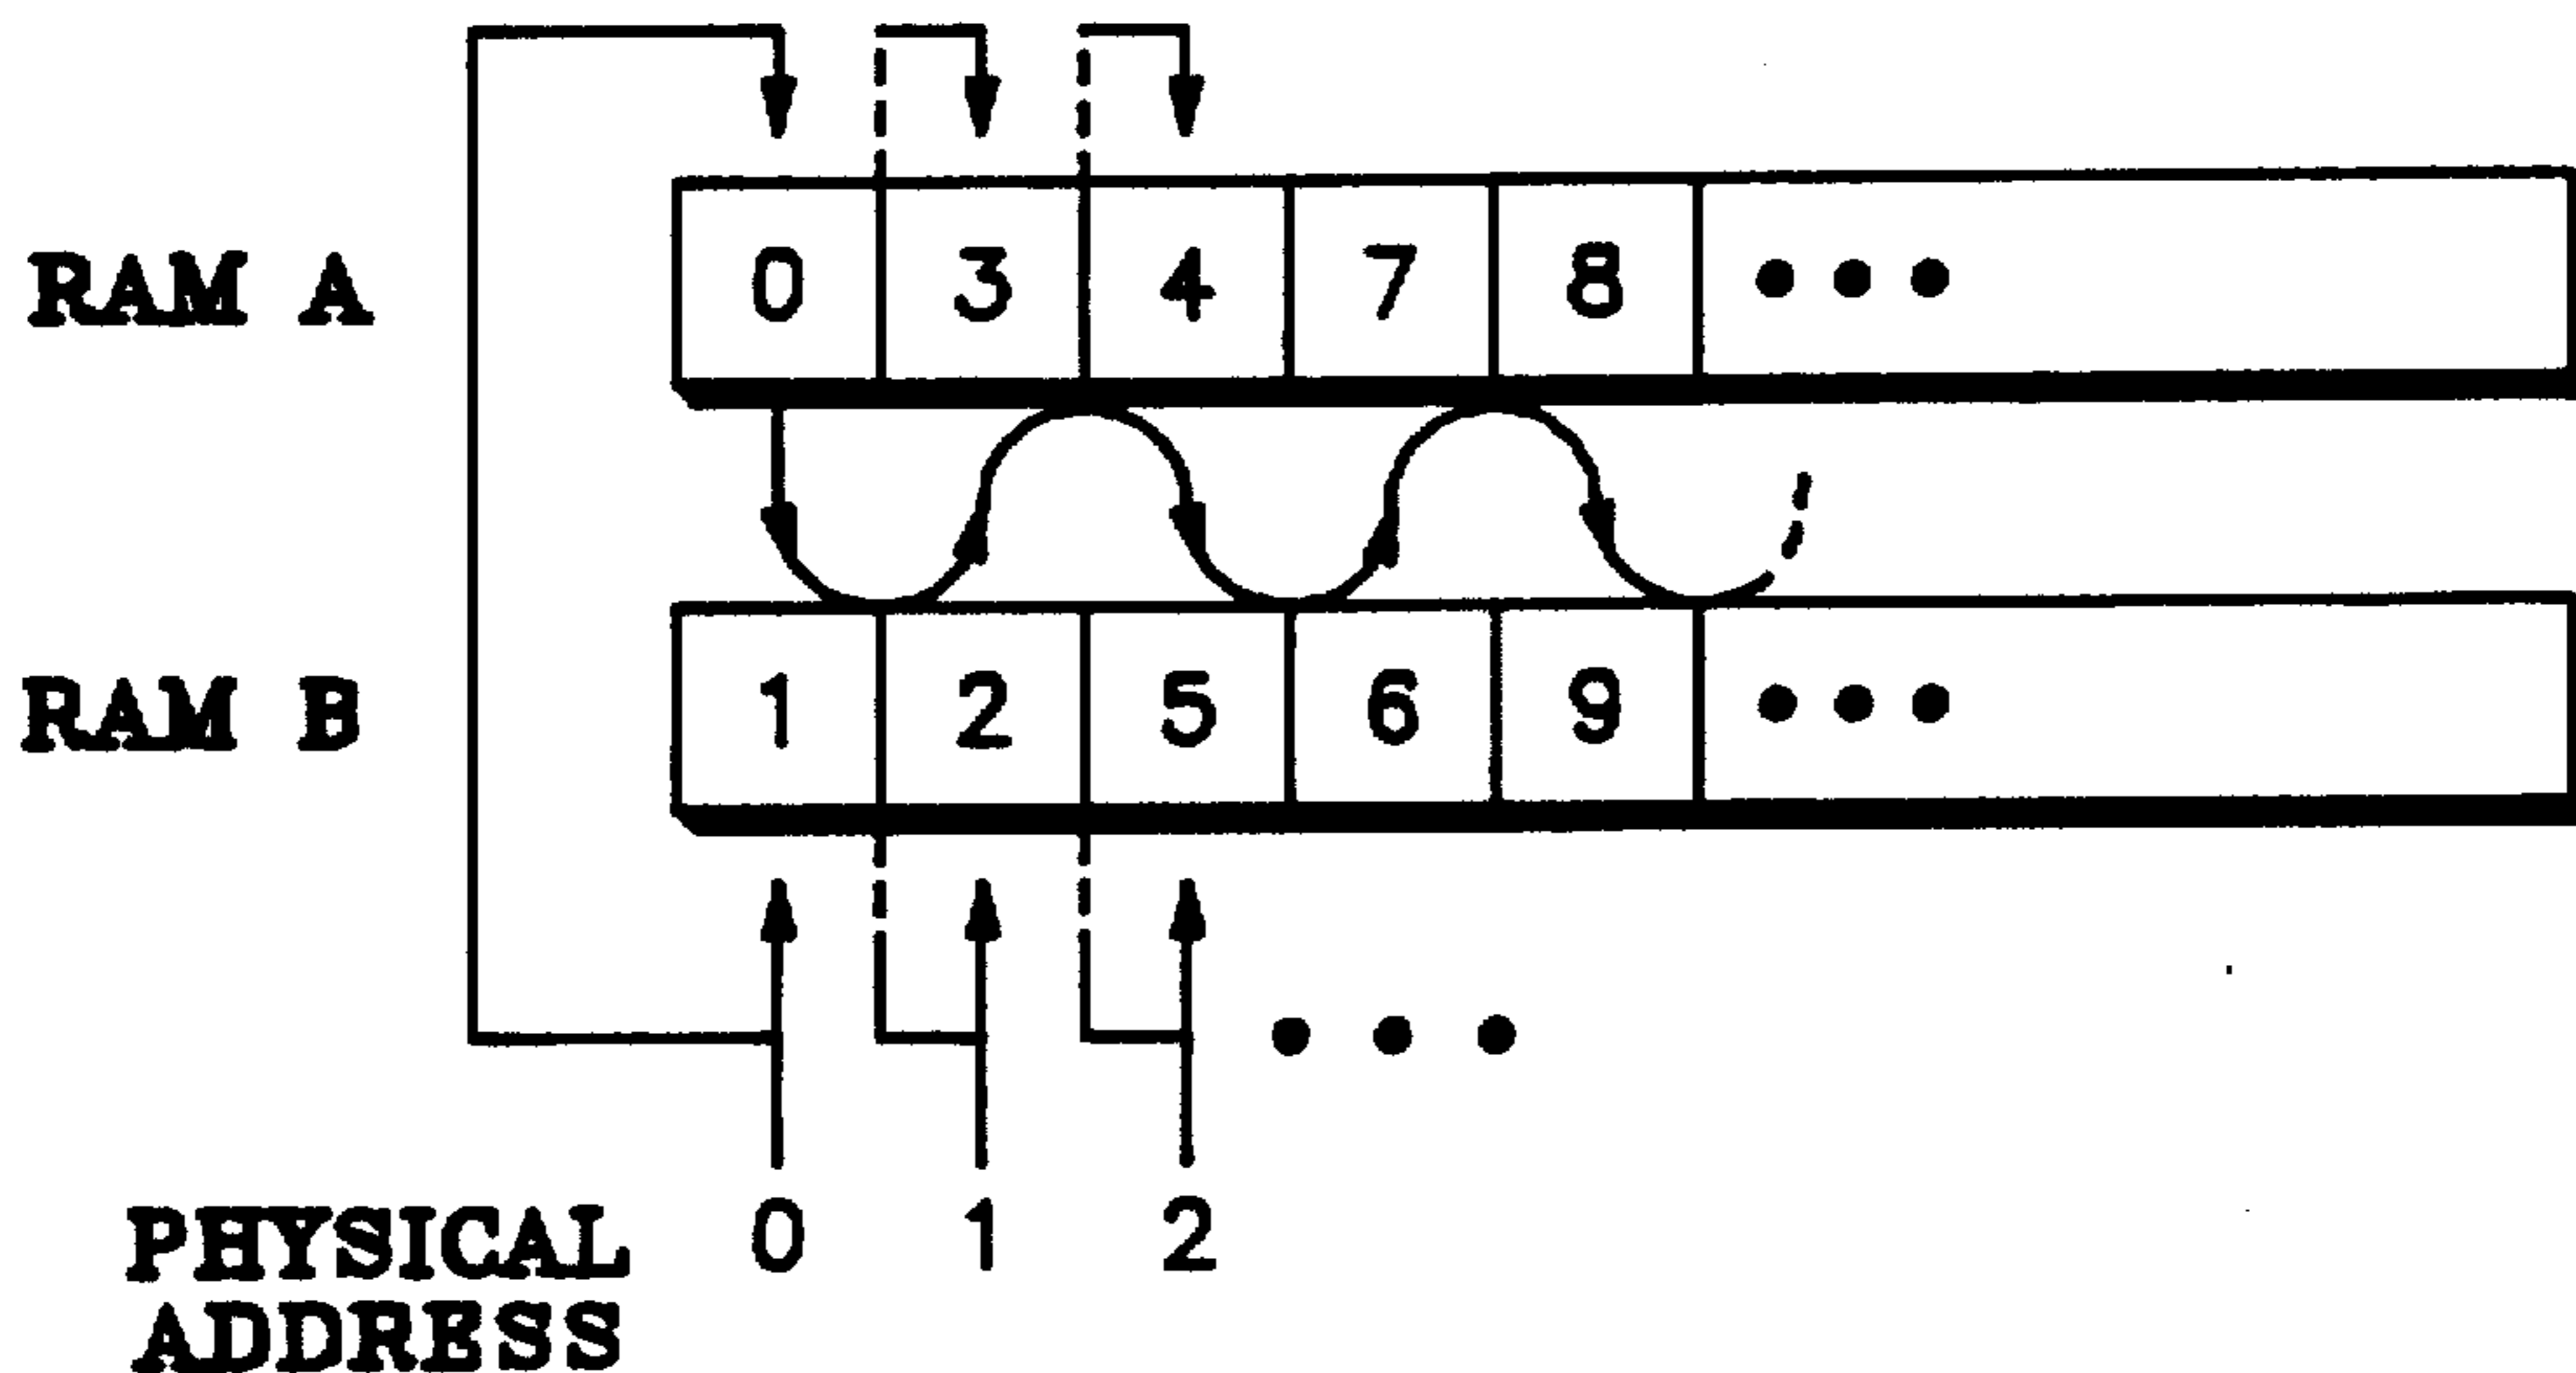 RAM A 0 3 4 7 8 •••
RAM B 1 2 5 6 9 •••
•••
PHYSICAL 0 1 2
ADDRESS